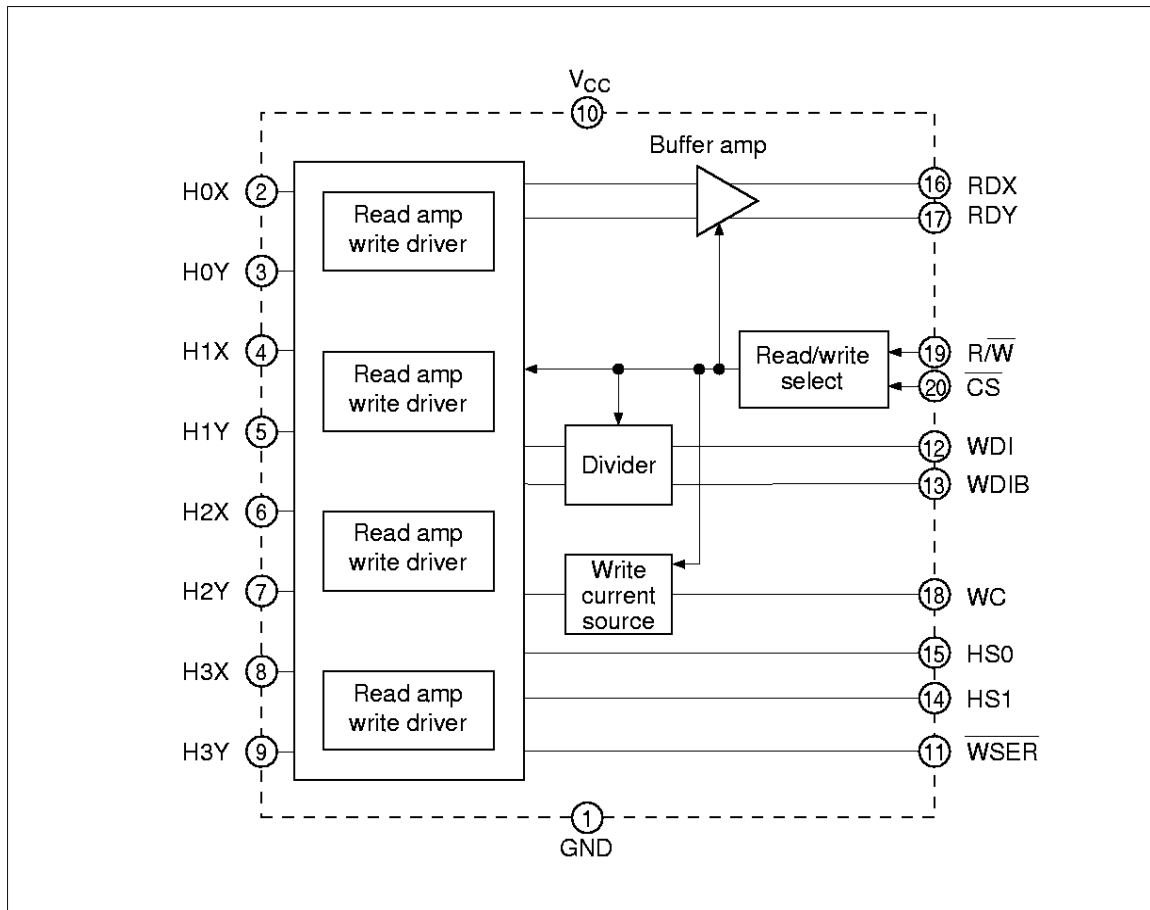 VCC
10
Buffer amp
H0X 2
Read amp
write driver
16 RDX
17 RDY
H0Y 3
H1X 4
Read amp
write driver
Read/write
select
19 R/W̅
20 C̅S̅
H1Y 5
Divider
12 WDI
13 WDIB
H2X 6
Read amp
write driver
H2Y 7
Write
current
source
18 WC
15 HS0
H3X 8
Read amp
write driver
14 HS1
H3Y 9
11 W̅S̅E̅R̅
1
GND